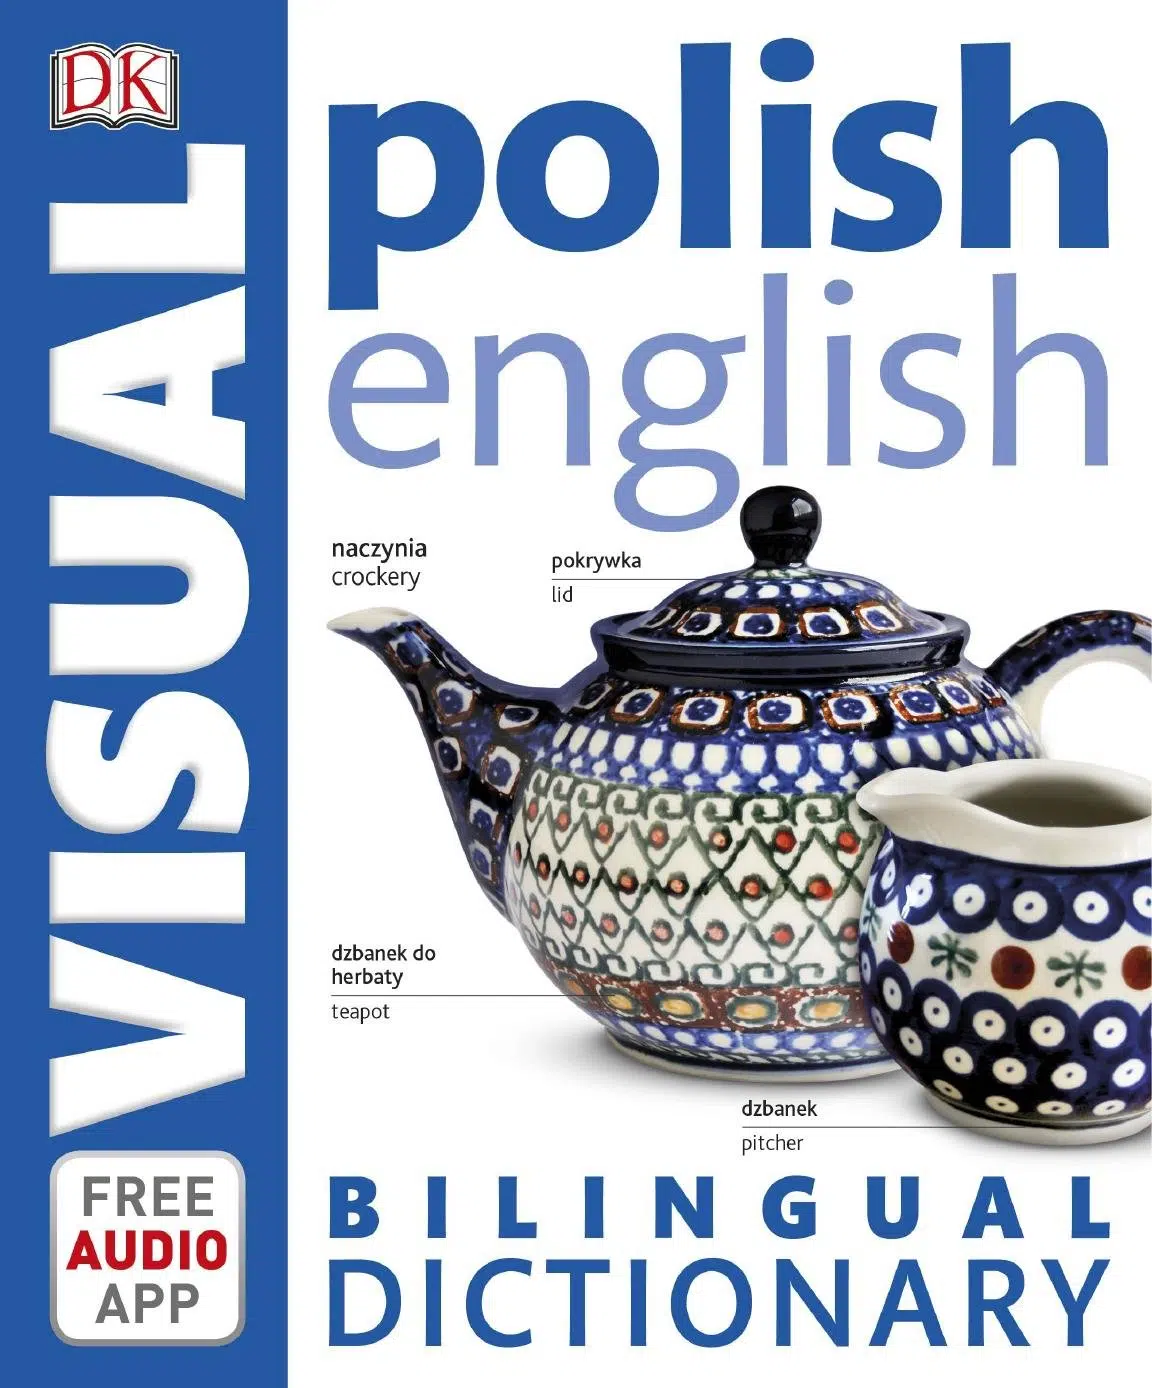 DK
VISUAL
polish
english
naczynia
crockery
pokrywka
lid
dzbanek do
herbaty
teapot
dzbanek
pitcher
FREE
AUDIO
APP
BILINGUAL
DICTIONARY